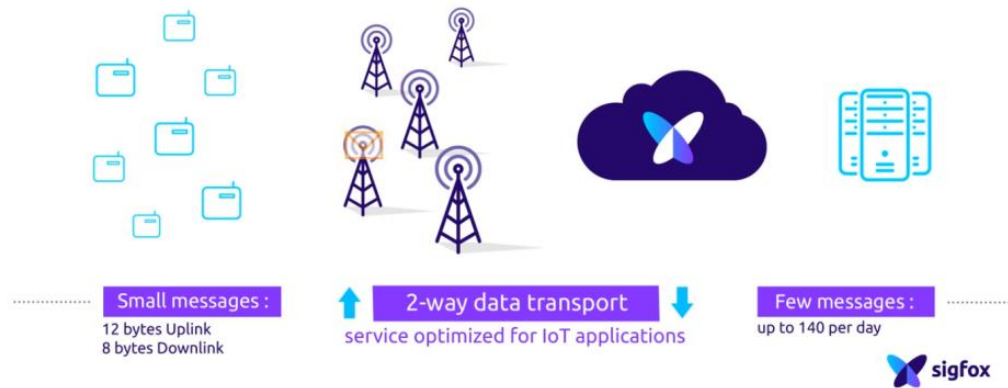 Small messages :
12 bytes Uplink
8 bytes Downlink
2-way data transport
service optimized for IoT applications
Few messages :
up to 140 per day
sigfox